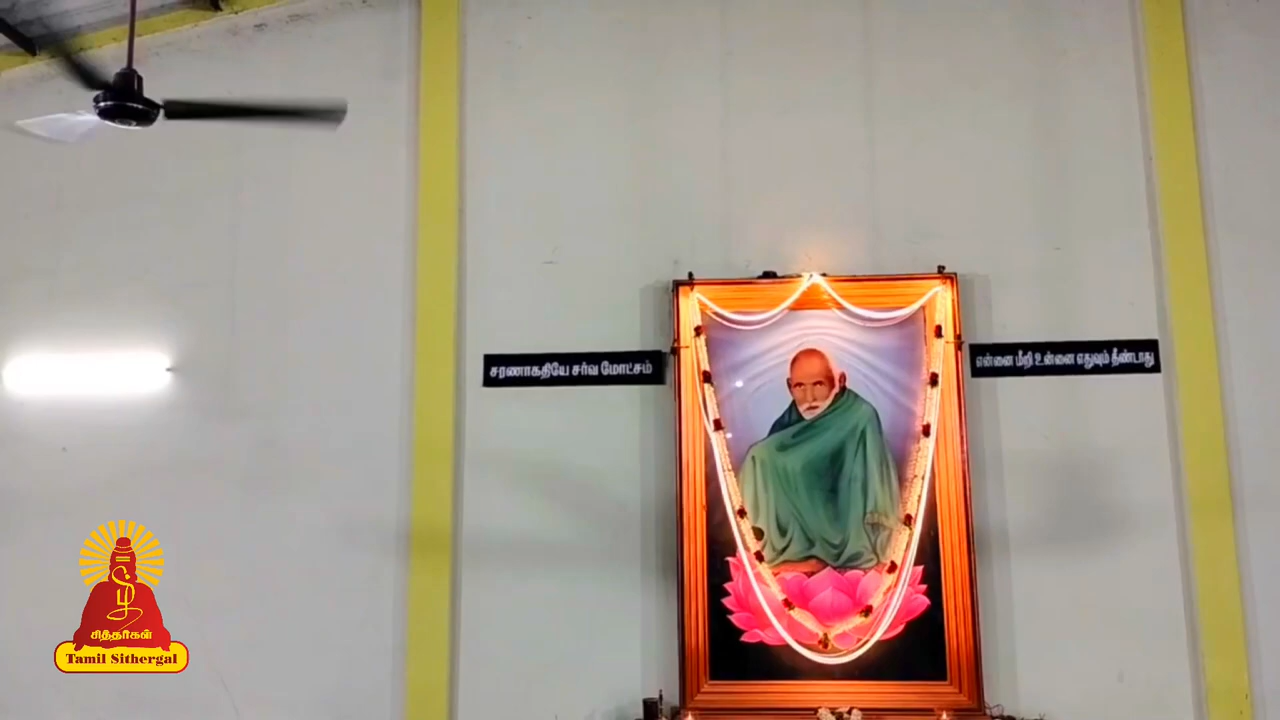 சரணாகதியே சர்வ மோட்சம்
என்னை மீறி உன்னை எதுவும் தீண்டாது
சித்தர்கள்
Tamil Sithergal